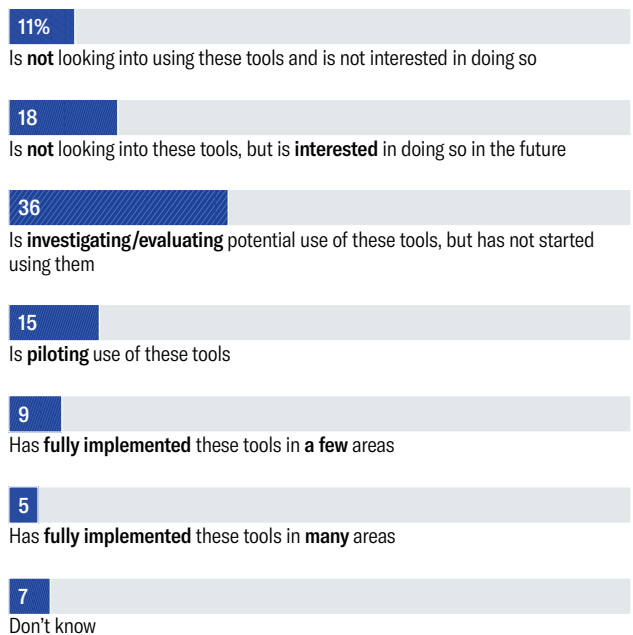 11%
Is not looking into using these tools and is not interested in doing so
18
Is not looking into these tools, but is interested in doing so in the future
36
Is investigating/evaluating potential use of these tools, but has not started
using them
15
Is piloting use of these tools
9
Has fully implemented these tools in a few areas
5
Has fully implemented these tools in many areas
7
Don’t know